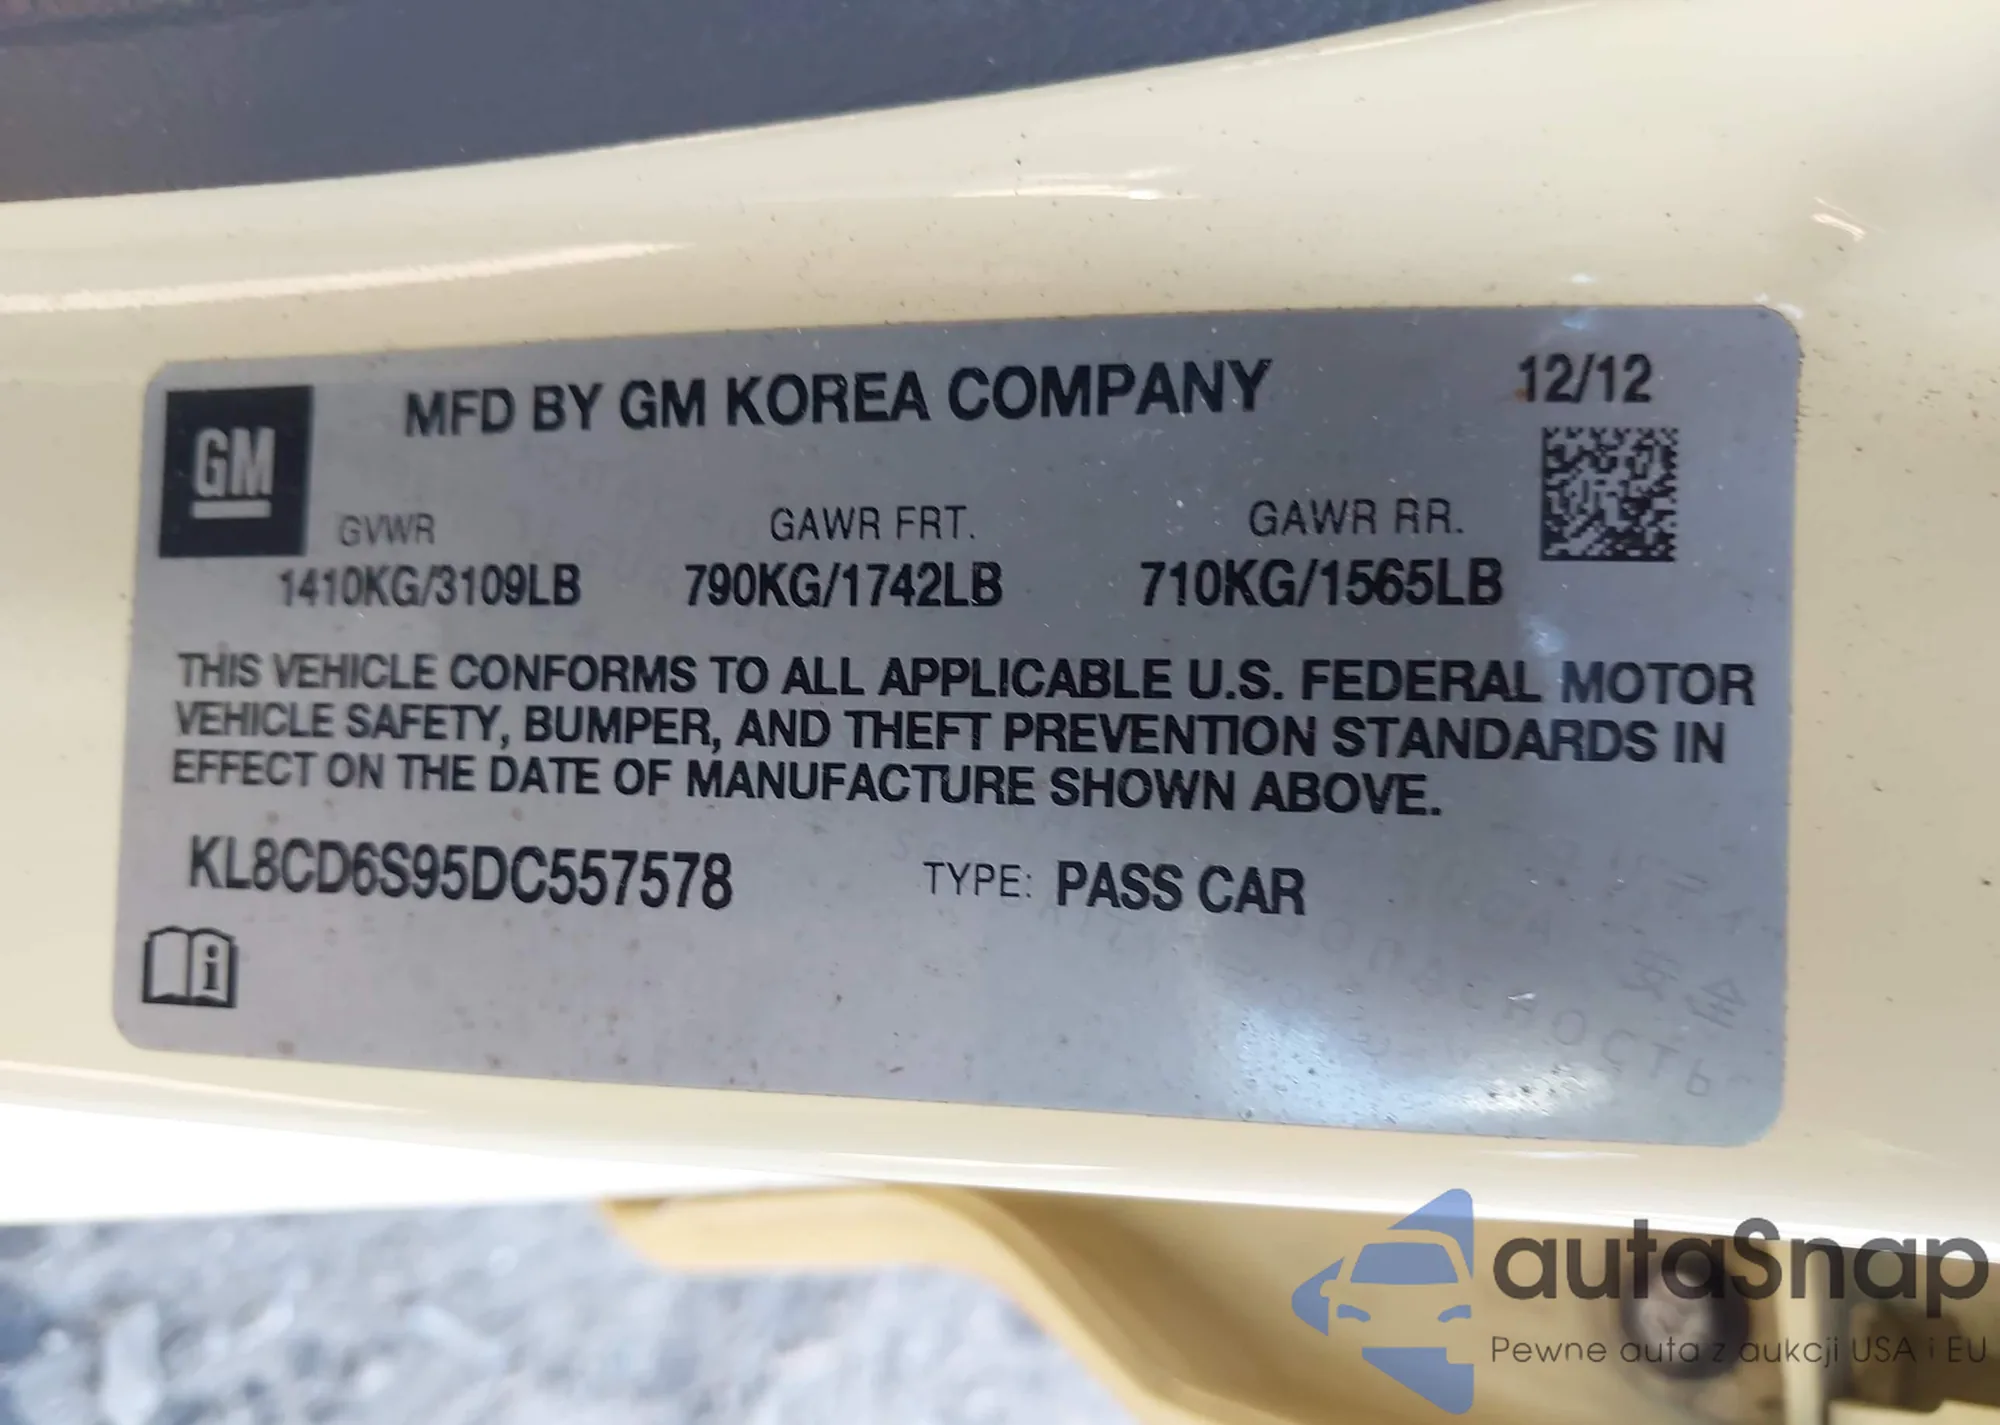 MFD BY GM KOREA COMPANY
12/12
GM
GVWR
GAWR FRT.
GAWR RR.
1410KG/3109LB
790KG/1742LB
710KG/1565LB
THIS VEHICLE CONFORMS TO ALL APPLICABLE U.S. FEDERAL MOTOR
VEHICLE SAFETY, BUMPER, AND THEFT PREVENTION STANDARDS IN
EFFECT ON THE DATE OF MANUFACTURE SHOWN ABOVE.
KL8CD6S95DC557578
TYPE: PASS CAR
i
autaSnap
Pewne auta z aukcji USA i EU